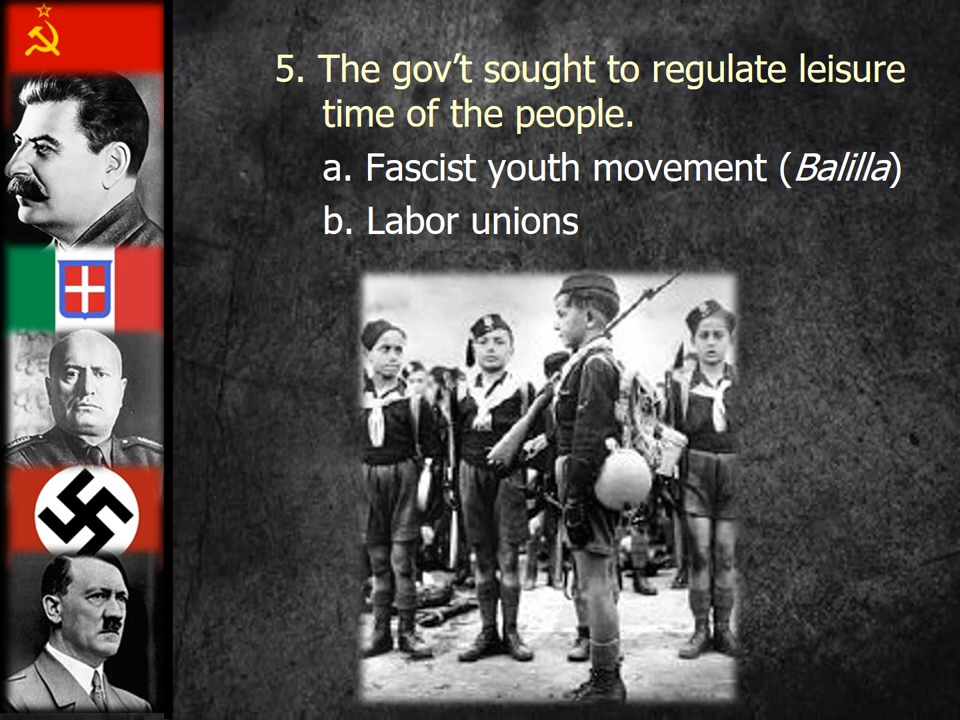 5. The gov’t sought to regulate leisure
time of the people.
a. Fascist youth movement (Balilla)
b. Labor unions